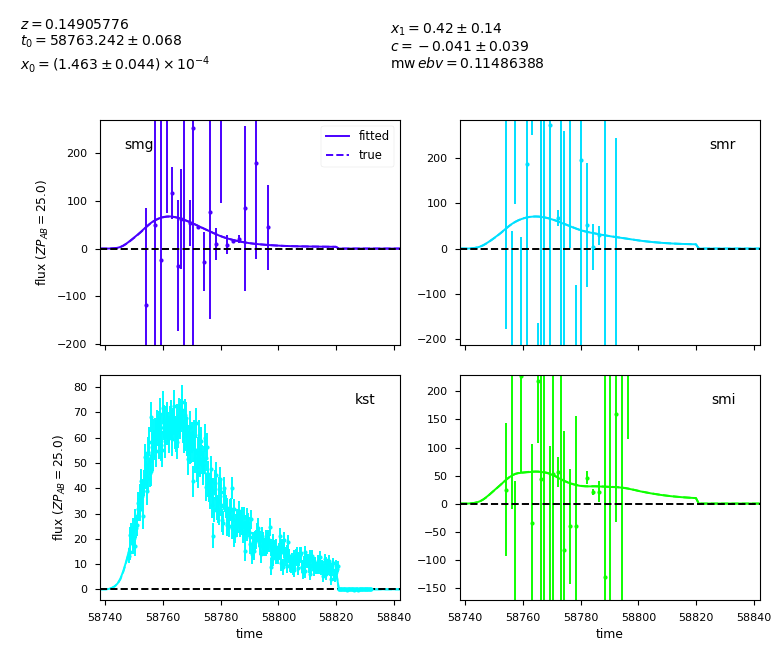 z = 0.14905776
t0 = 58763.242 ± 0.068
x0 = (1.463 ± 0.044) × 10^−4
x1 = 0.42 ± 0.14
c = −0.041 ± 0.039
mw ebv = 0.11486388
smg
fitted
true
200
100
0
−100
−200
flux (ZP_AB = 25.0)
smr
200
100
0
−100
−200
kst
80
70
60
50
40
30
20
10
0
flux (ZP_AB = 25.0)
58740 58760 58780 58800 58820 58840
time
smi
200
150
100
50
0
−50
−100
−150
58740 58760 58780 58800 58820 58840
time